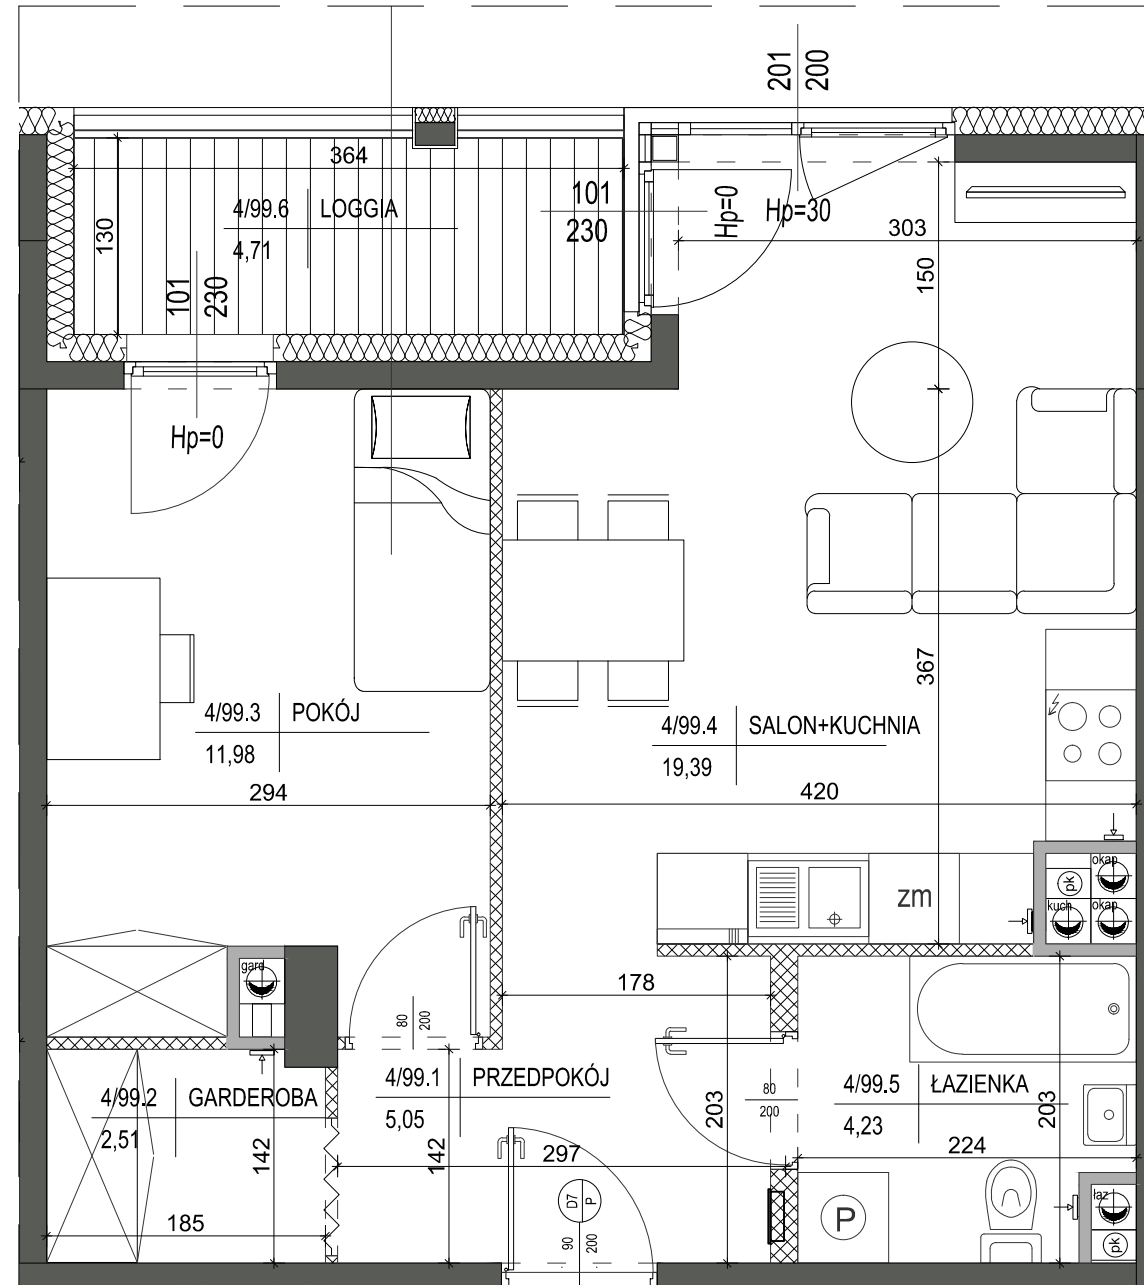 201
200
364
4/99.6 LOGGIA
4,71
130
101
230
101
230
Hp=0
Hp=30
303
150
Hp=0
367
4/99.3 POKÓJ
11,98
294
4/99.4 SALON+KUCHNIA
19,39
420
zm
okap
pk
kuch
okap
gard
178
80
200
4/99.1 PRZEDPOKÓJ
5,05
4/99.2 GARDEROBA
2,51
142
142
185
297
203
80
200
4/99.5 ŁAZIENKA
4,23
203
224
D7
P
90
200
P
łaz
pk